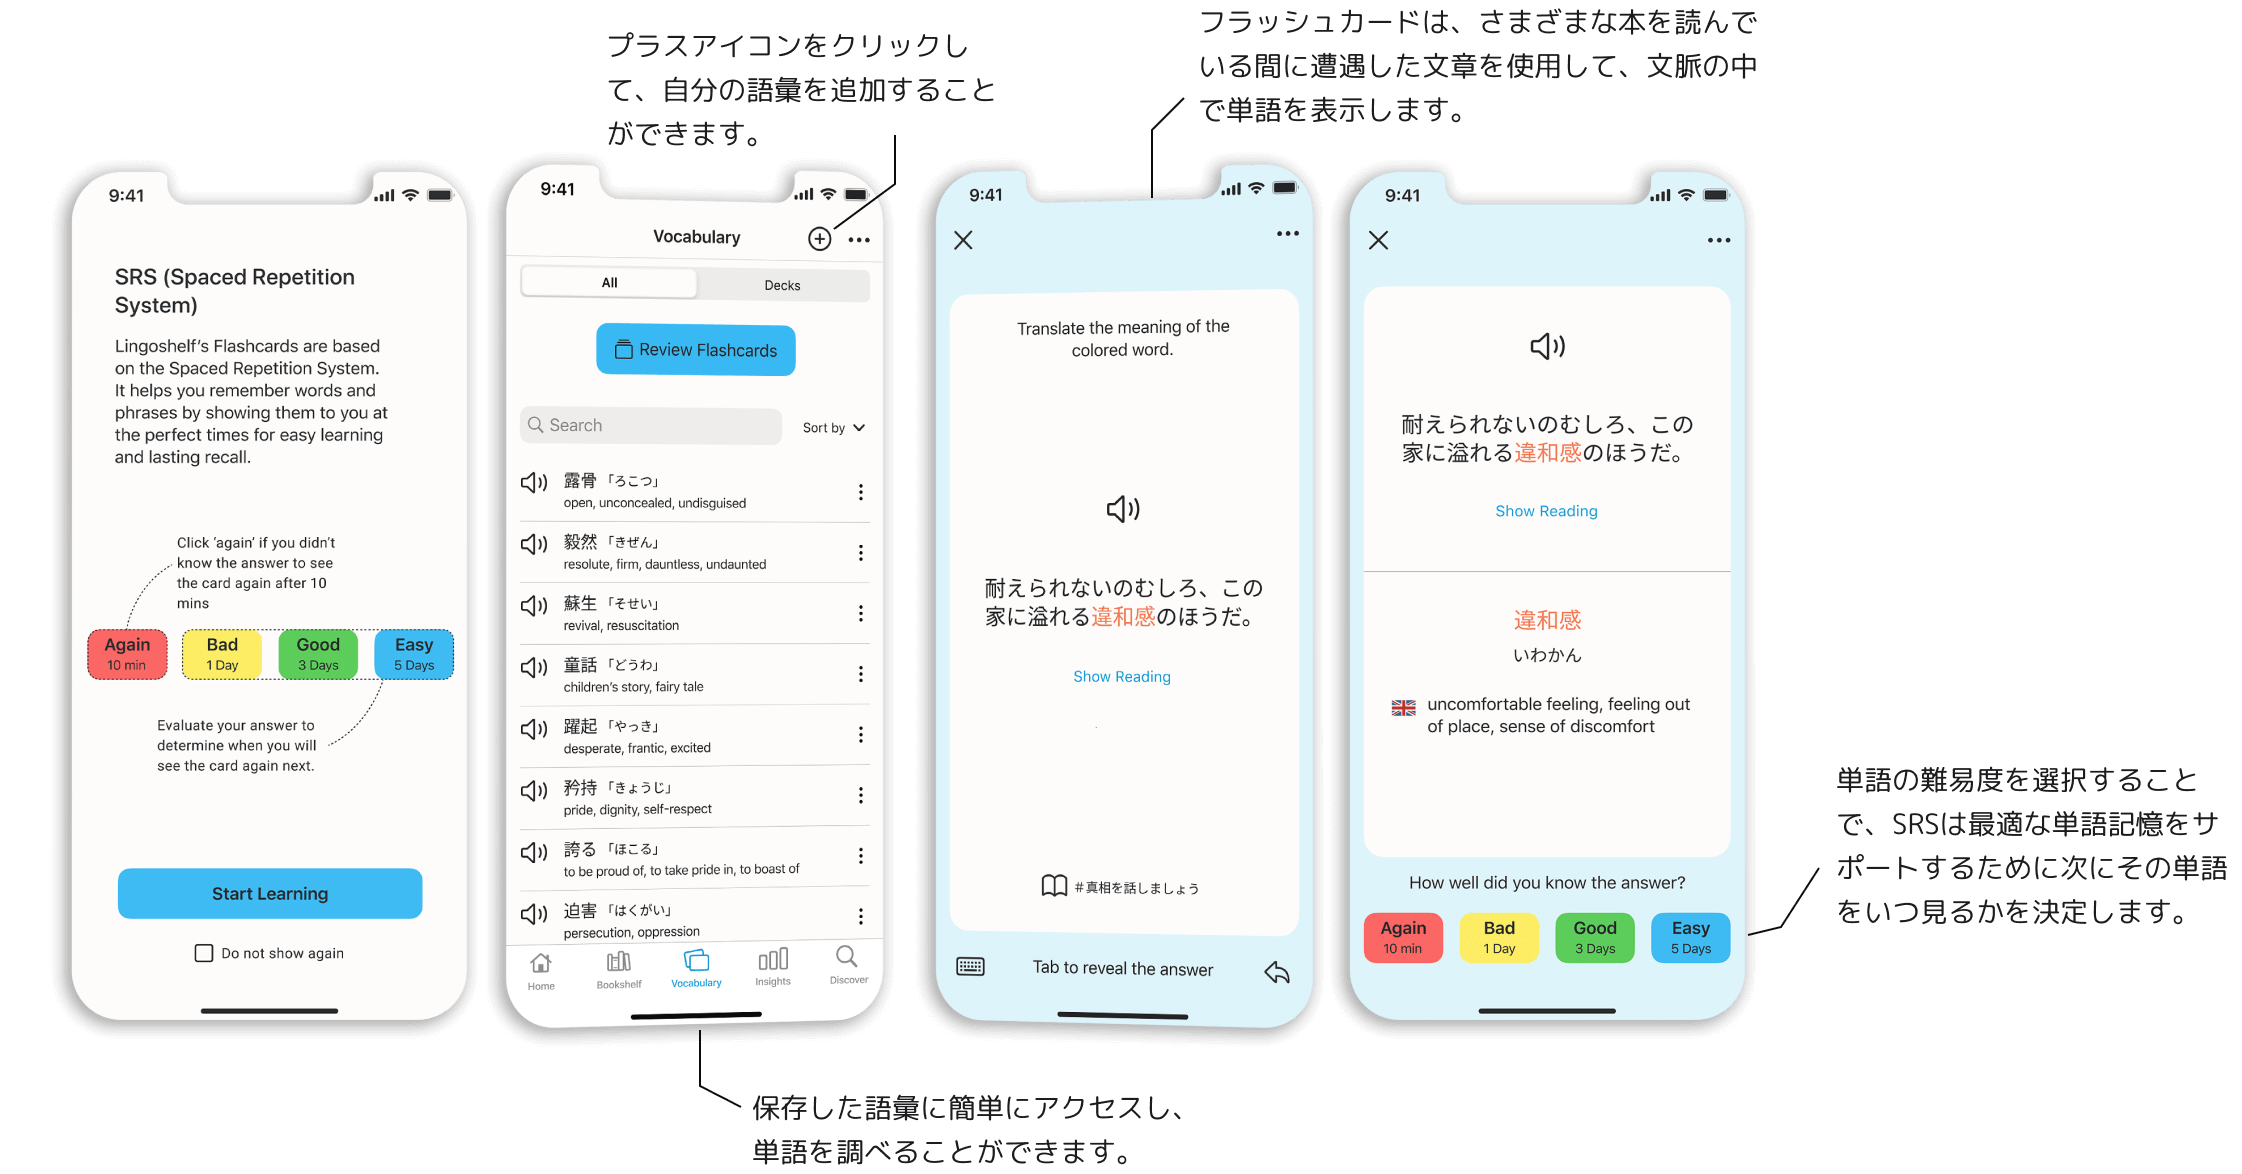 プラスアイコンをクリックし
て、自分の語彙を追加すること
ができます。
フラッシュカードは、さまざまな本を読んで
いる間に遭遇した文章を使用して、文脈の中
で単語を表示します。
9:41
SRS (Spaced Repetition
System)
Lingoshelf's Flashcards are based
on the Spaced Repetition System.
It helps you remember words and
phrases by showing them to you at
the perfect times for easy learning
and lasting recall.
Click ‘again’ if you didn’t
know the answer to see
the card again after 10
mins
Again Bad Good Easy
10 min 1 Day 3 Days 5 Days
Evaluate your answer to
determine when you will
see the card again next.
Start Learning
Do not show again
9:41
Vocabulary
All Decks
Review Flashcards
Search Sort by
露骨「ろこつ」
open, unconcealed, undisguised
毅然「きぜん」
resolute, firm, dauntless, undaunted
蘇生「そせい」
revival, resuscitation
童話「どうわ」
children's story, fairy tale
躍起「やっき」
desperate, frantic, excited
矜持「きょうじ」
pride, dignity, self-respect
誇る「ほこる」
to be proud of, to take pride in, to boast of
迫害「はくがい」
persecution, oppression
Home Bookshelf Vocabulary Insights Discover
9:41
Translate the meaning of the
colored word.
耐えられないのむしろ、この
家に溢れる違和感のほうだ。
Show Reading
#真相を話しましょう
Tab to reveal the answer
9:41
耐えられないのむしろ、この
家に溢れる違和感のほうだ。
Show Reading
違和感
いわかん
uncomfortable feeling, feeling out
of place, sense of discomfort
How well did you know the answer?
Again Bad Good Easy
10 min 1 Day 3 Days 5 Days
単語の難易度を選択すること
で、SRSは最適な単語記憶をサ
ポートするために次にその単語
をいつ見るかを決定します。
保存した語彙に簡単にアクセスし、
単語を調べることができます。